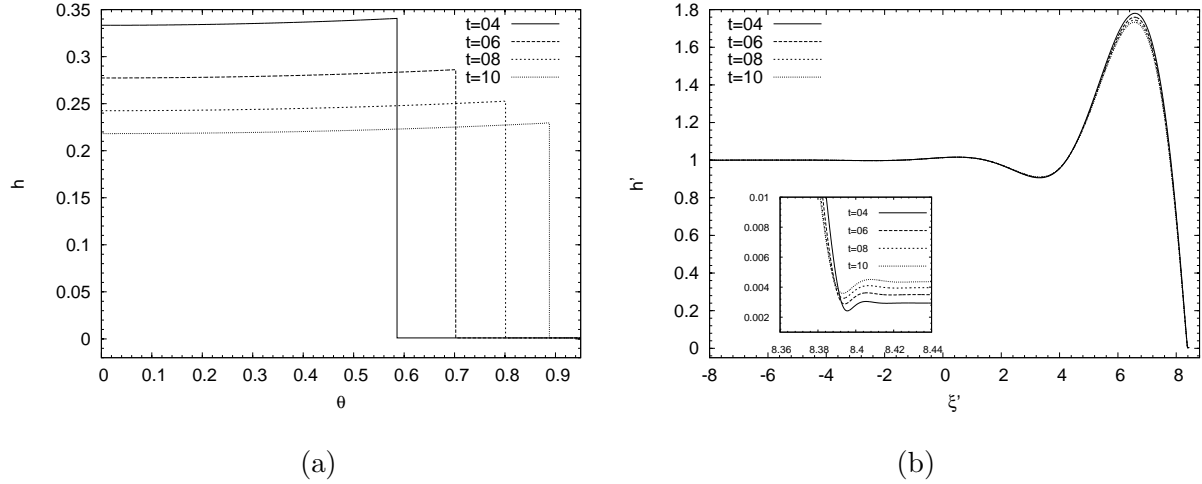 0.35
0.3
0.25
0.2
0.15
0.1
0.05
0
h
0 0.1 0.2 0.3 0.4 0.5 0.6 0.7 0.8 0.9
θ
t=04
t=06
t=08
t=10
(a)
1.8
1.6
1.4
1.2
1
0.8
0.6
0.4
0.2
0
h'
-8 -6 -4 -2 0 2 4 6 8
ξ'
t=04
t=06
t=08
t=10
0.01
0.008
0.006
0.004
0.002
8.36 8.38 8.4 8.42 8.44
t=04
t=06
t=08
t=10
(b)